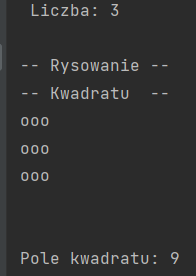 Liczba: 3
-- Rysowanie --
-- Kwadratu  --
ooo
ooo
ooo
Pole kwadratu: 9